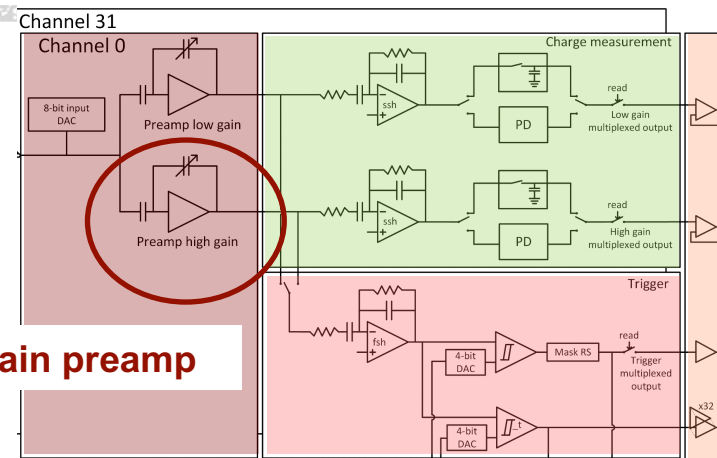 Channel 31
Channel 0
8-bit input
DAC
Preamp low gain
Preamp high gain
Charge measurement
ssh
PD
read
Low gain
multiplexed output
ssh
PD
read
High gain
multiplexed output
Trigger
fsh
4-bit
DAC
Mask RS
read
Trigger
multiplexed
output
4-bit
DAC
_t
x32
ain preamp